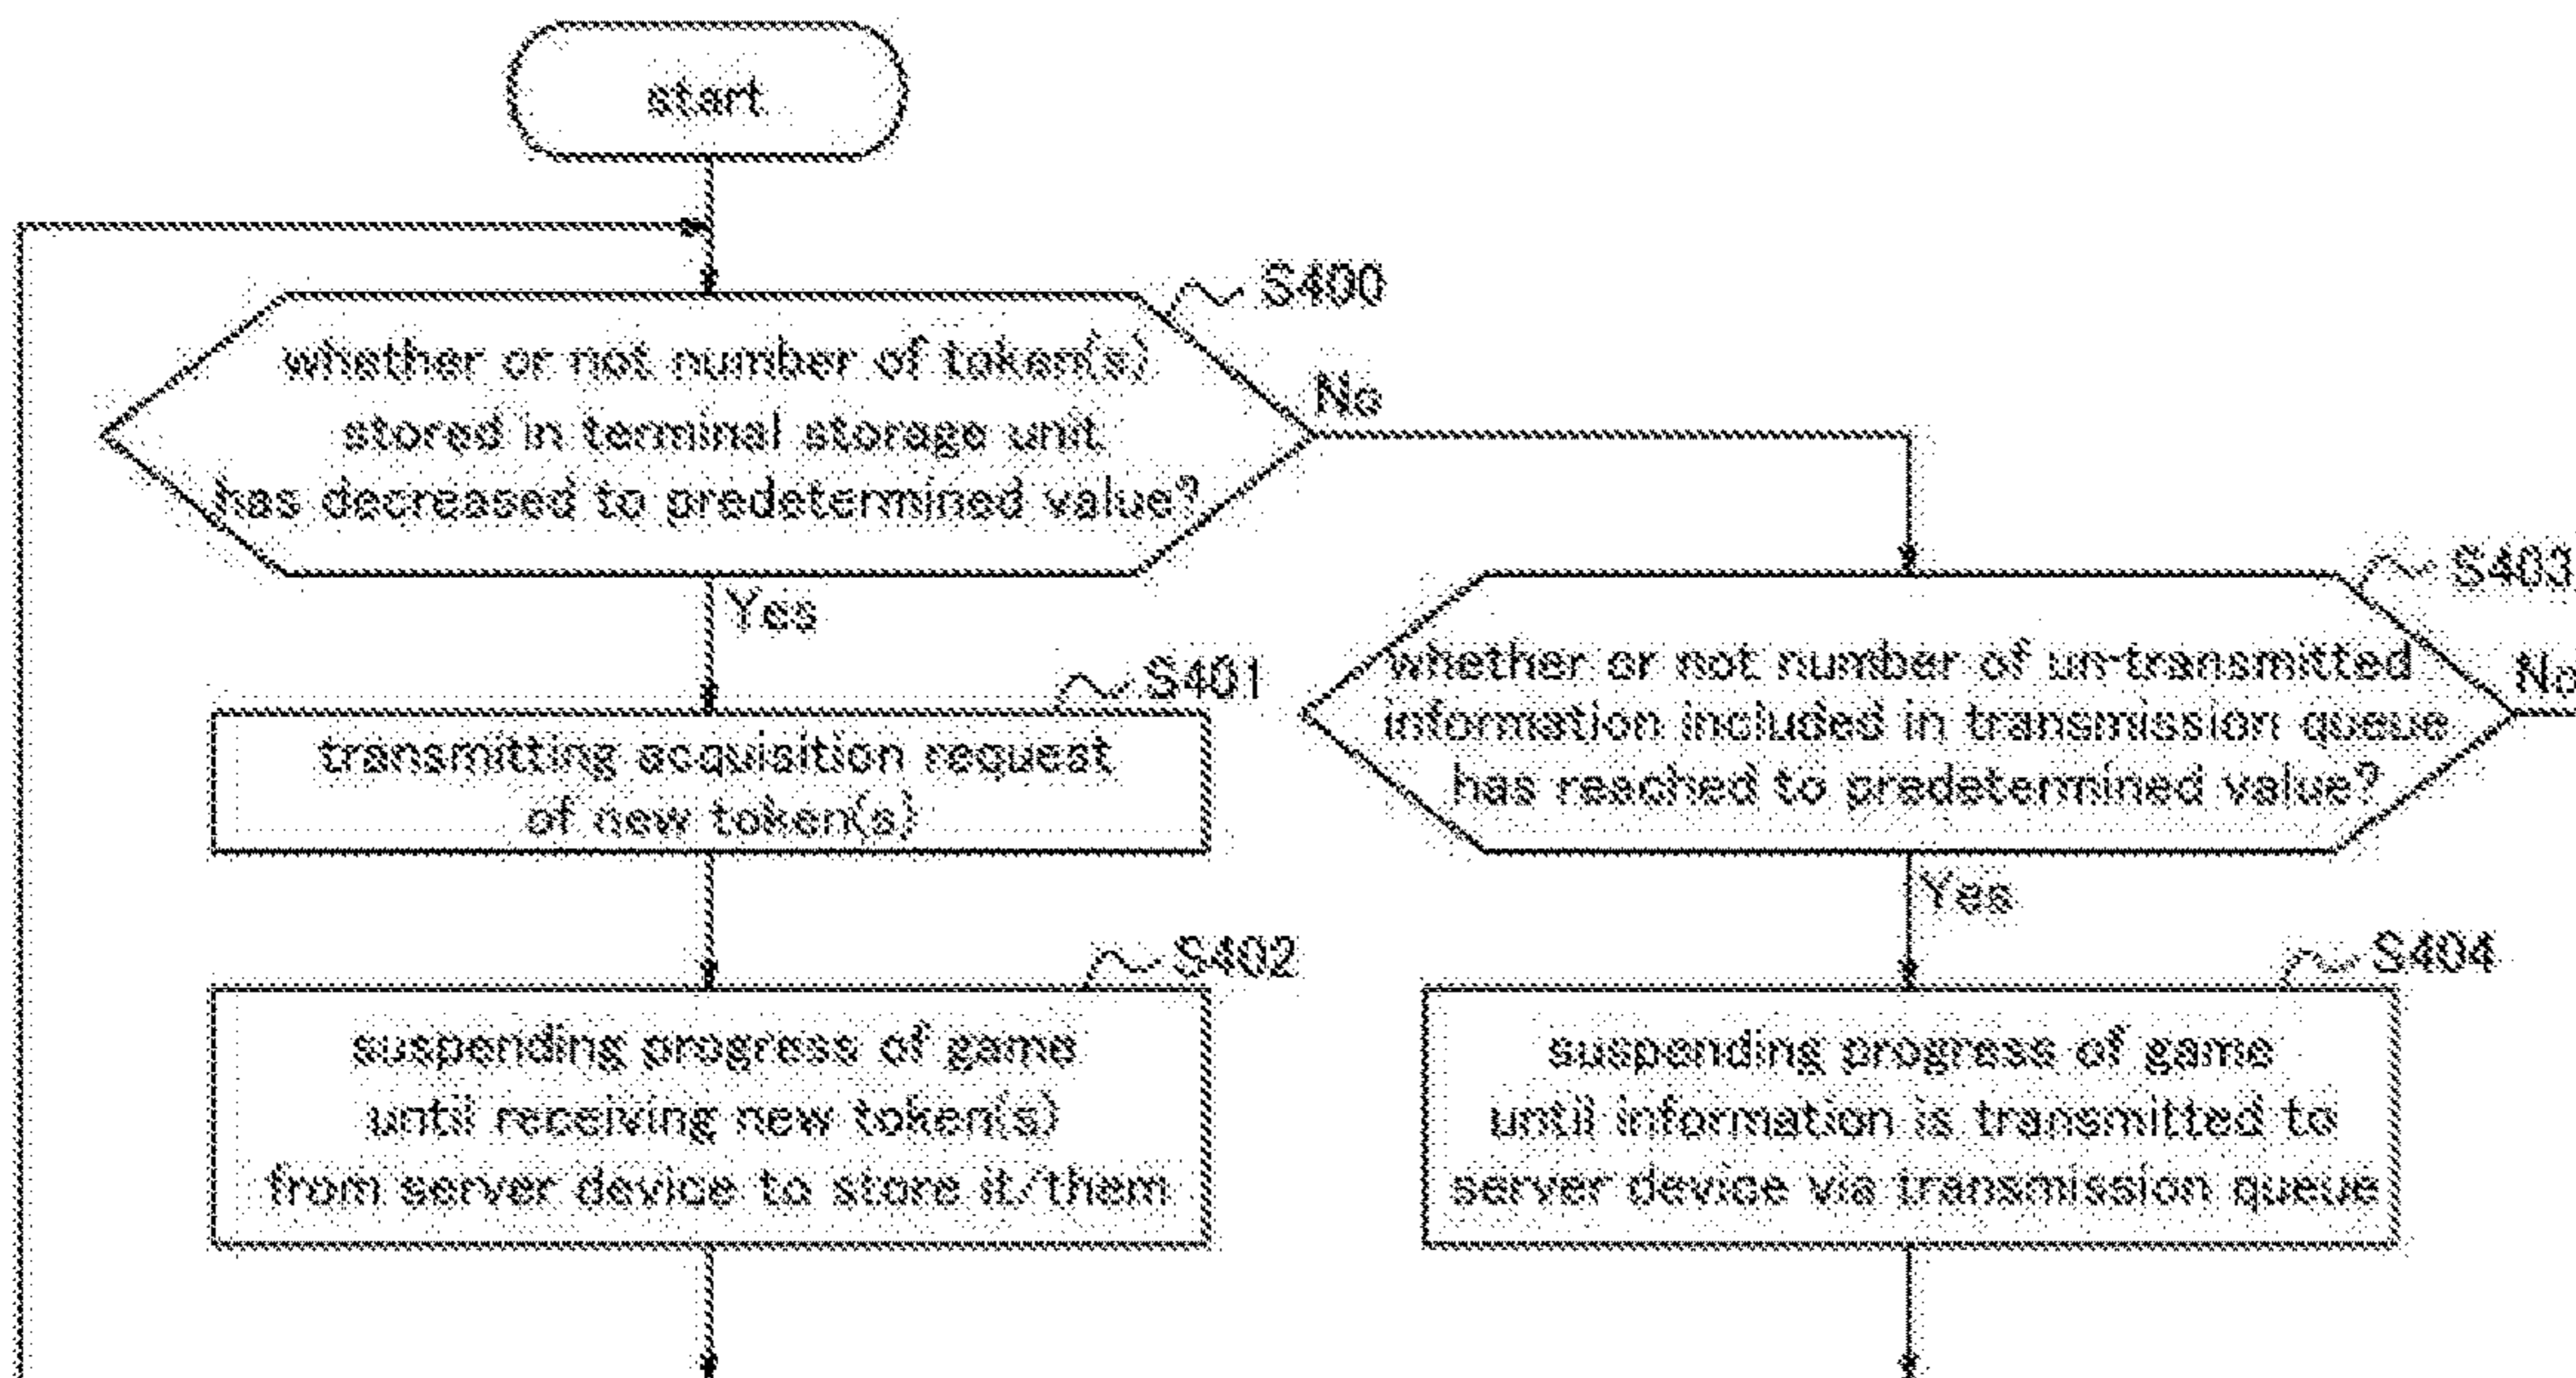 start
S400
whether or not number of token(s)
stored in terminal storage unit
has decreased to predetermined value?
No
Yes
S401
transmitting acquisition request
of new token(s)
S402
suspending progress of game
until receiving new token(s)
from server device to store it/them
S403
whether or not number of un-transmitted
information included in transmission queue
has reached to predetermined value?
No
Yes
S404
suspending progress of game
until information is transmitted to
server device via transmission queue